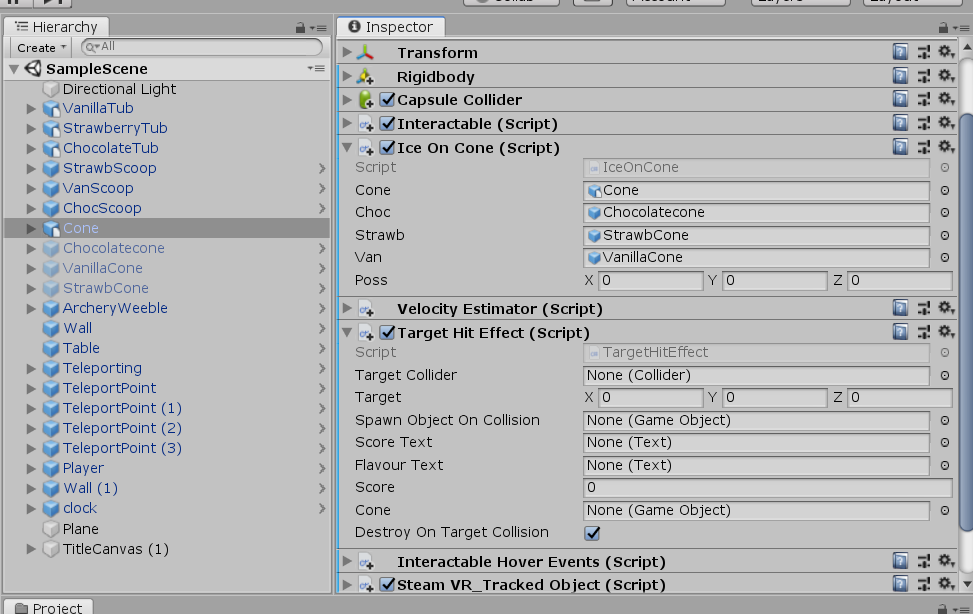 Collab
Account
Layers
Layout
Hierarchy
Create
All
SampleScene
Directional Light
VanillaTub
StrawberryTub
ChocolateTub
StrawbScoop
VanScoop
ChocScoop
Cone
Chocolatecone
VanillaCone
StrawbCone
ArcheryWeeble
Wall
Table
Teleporting
TeleportPoint
TeleportPoint (1)
TeleportPoint (2)
TeleportPoint (3)
Player
Wall (1)
clock
Plane
TitleCanvas (1)
Project
Inspector
Transform
Rigidbody
Capsule Collider
Interactable (Script)
Ice On Cone (Script)
Script IceOnCone
Cone Cone
Choc Chocolatecone
Strawb StrawbCone
Van VanillaCone
Poss X 0 Y 0 Z 0
Velocity Estimator (Script)
Target Hit Effect (Script)
Script TargetHitEffect
Target Collider None (Collider)
Target X 0 Y 0 Z 0
Spawn Object On Collision None (Game Object)
Score Text None (Text)
Flavour Text None (Text)
Score 0
Cone None (Game Object)
Destroy On Target Collision
Interactable Hover Events (Script)
Steam VR_Tracked Object (Script)